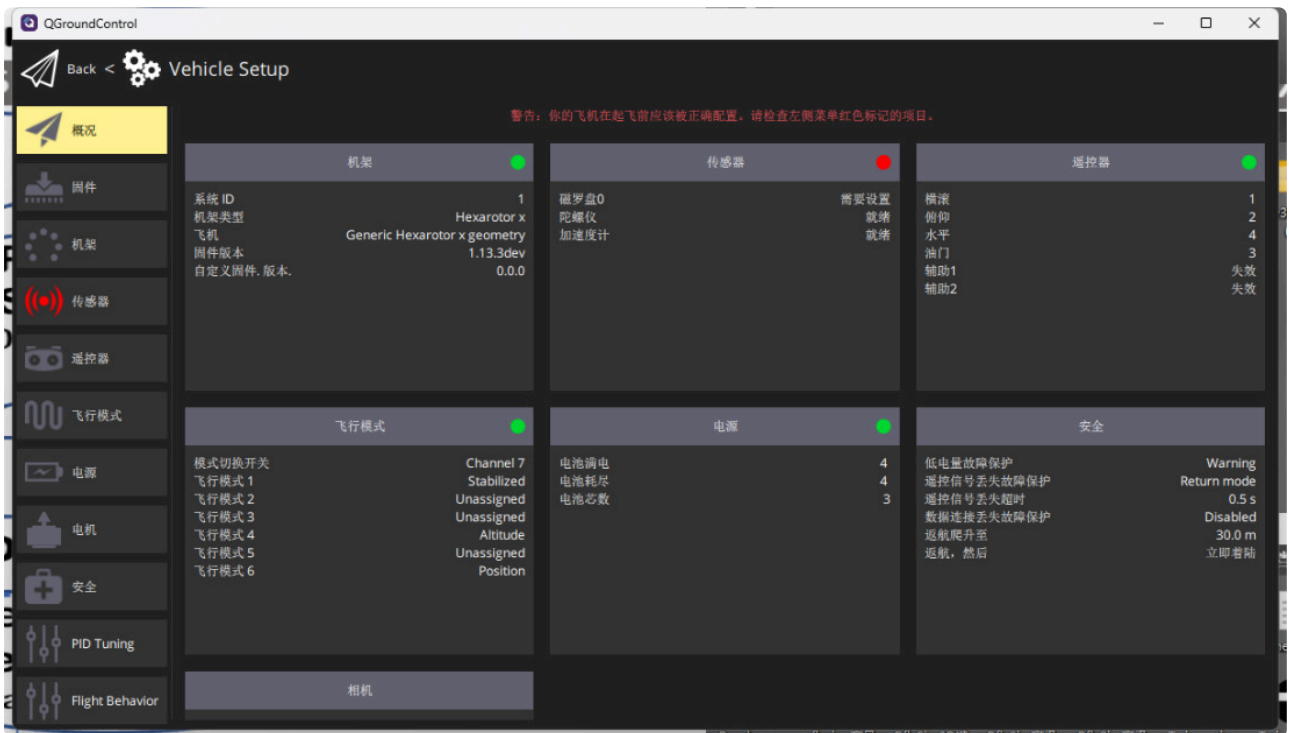 QGroundControl
Back < Vehicle Setup
警告：你的飞机在起飞前应该被正确配置。请检查左侧菜单红色标记的项目。
概况
固件
机架
传感器
遥控器
飞行模式
电源
电机
安全
PID Tuning
Flight Behavior
机架
系统 ID 1
机架类型 Hexarotor x
飞机 Generic Hexarotor x geometry
固件版本 1.13.3dev
自定义固件. 版本. 0.0.0
传感器
磁罗盘0 需要设置
陀螺仪 就绪
加速度计 就绪
遥控器
横滚 1
俯仰 2
水平 4
油门 3
辅助1 失效
辅助2 失效
飞行模式
模式切换开关 Channel 7
飞行模式 1 Stabilized
飞行模式 2 Unassigned
飞行模式 3 Unassigned
飞行模式 4 Altitude
飞行模式 5 Unassigned
飞行模式 6 Position
电源
电池满电 4
电池耗尽 4
电池芯数 3
安全
低电量故障保护 Warning
遥控信号丢失故障保护 Return mode
遥控信号丢失超时 0.5 s
数据连接丢失故障保护 Disabled
返航爬升至 30.0 m
返航，然后 立即着陆
相机